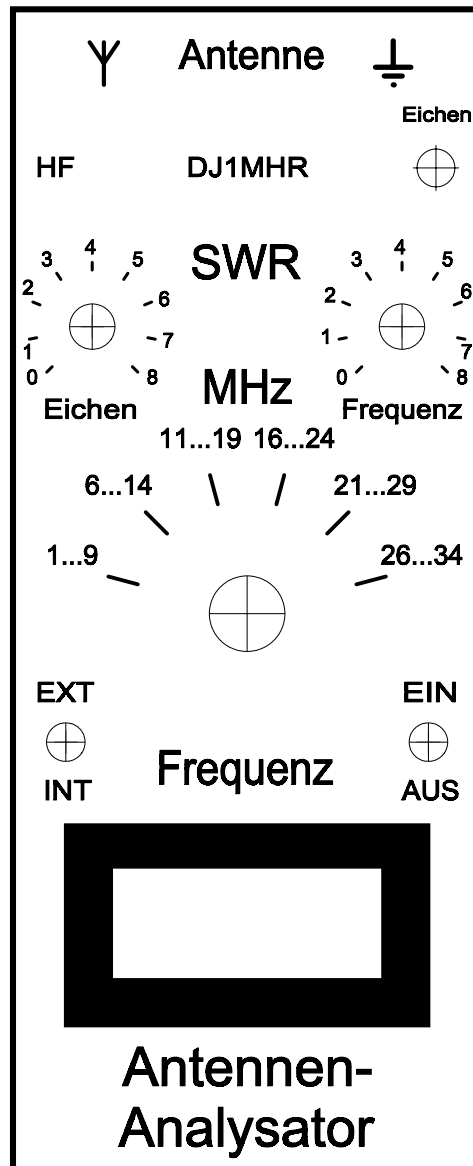 Antenne
Eichen
HF DJ1MHR
SWR
0 1 2 3 4 5 6 7 8
Eichen
0 1 2 3 4 5 6 7 8
Frequenz
MHz
1...9 6...14 11...19 16...24 21...29 26...34
EXT EIN
INT AUS
Frequenz
Antennen-
Analysator